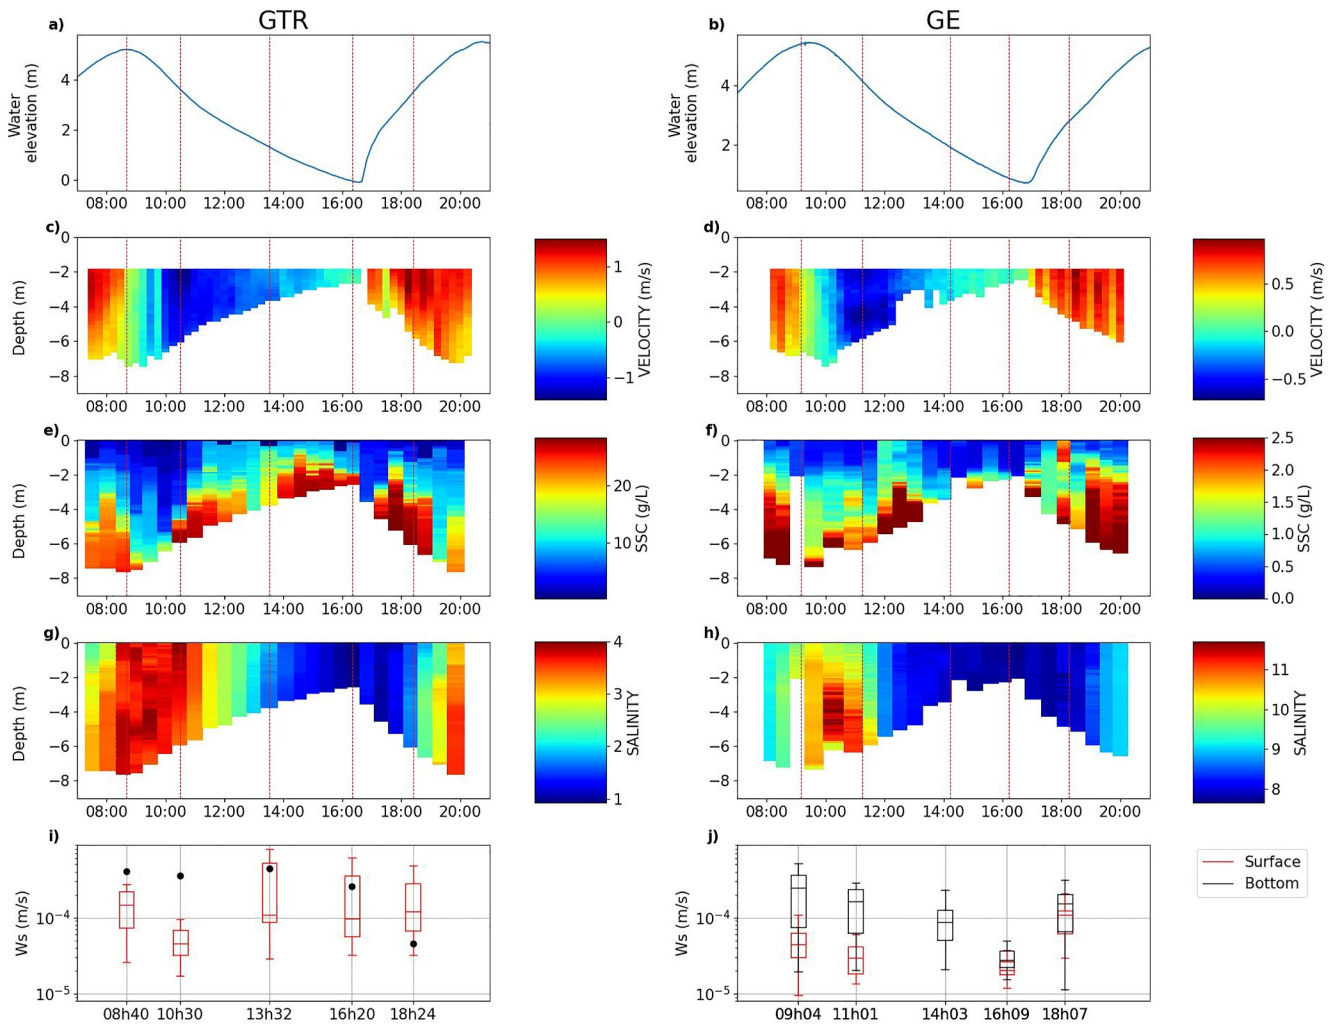 GTR
GE
a)
b)
Water
elevation (m)
4
2
0
08:00 10:00 12:00 14:00 16:00 18:00 20:00
Water
elevation (m)
4
2
08:00 10:00 12:00 14:00 16:00 18:00 20:00
c)
Depth (m)
0
−2
−4
−6
−8
08:00 10:00 12:00 14:00 16:00 18:00 20:00
1
0
−1
VELOCITY (m/s)
d)
0
−2
−4
−6
−8
08:00 10:00 12:00 14:00 16:00 18:00 20:00
0.5
0.0
−0.5
VELOCITY (m/s)
e)
Depth (m)
0
−2
−4
−6
−8
08:00 10:00 12:00 14:00 16:00 18:00 20:00
20
10
SSC (g/L)
f)
0
−2
−4
−6
−8
08:00 10:00 12:00 14:00 16:00 18:00 20:00
2.5
2.0
1.5
1.0
0.5
0.0
SSC (g/L)
g)
Depth (m)
0
−2
−4
−6
−8
08:00 10:00 12:00 14:00 16:00 18:00 20:00
4
3
2
1
SALINITY
h)
0
−2
−4
−6
−8
08:00 10:00 12:00 14:00 16:00 18:00 20:00
11
10
9
8
SALINITY
i)
Ws (m/s)
10⁻⁴
10⁻⁵
08h40 10h30 13h32 16h20 18h24
j)
Ws (m/s)
10⁻⁴
10⁻⁵
09h04 11h01 14h03 16h09 18h07
Surface
Bottom